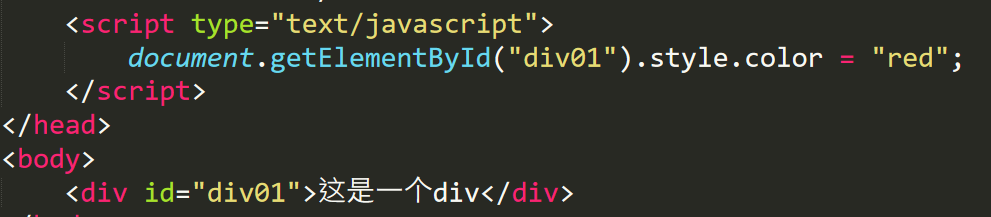 <script type="text/javascript">
document.getElementById("div01").style.color = "red";
</script>
</head>
<body>
<div id="div01">这是一个div</div>